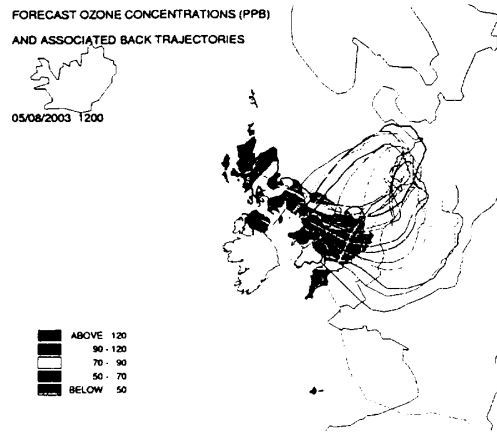 FORECAST OZONE CONCENTRATIONS (PPB)
AND ASSOCIATED BACK TRAJECTORIES
05/08/2003 1200
ABOVE 120
90 - 120
70 - 90
50 - 70
BELOW 50